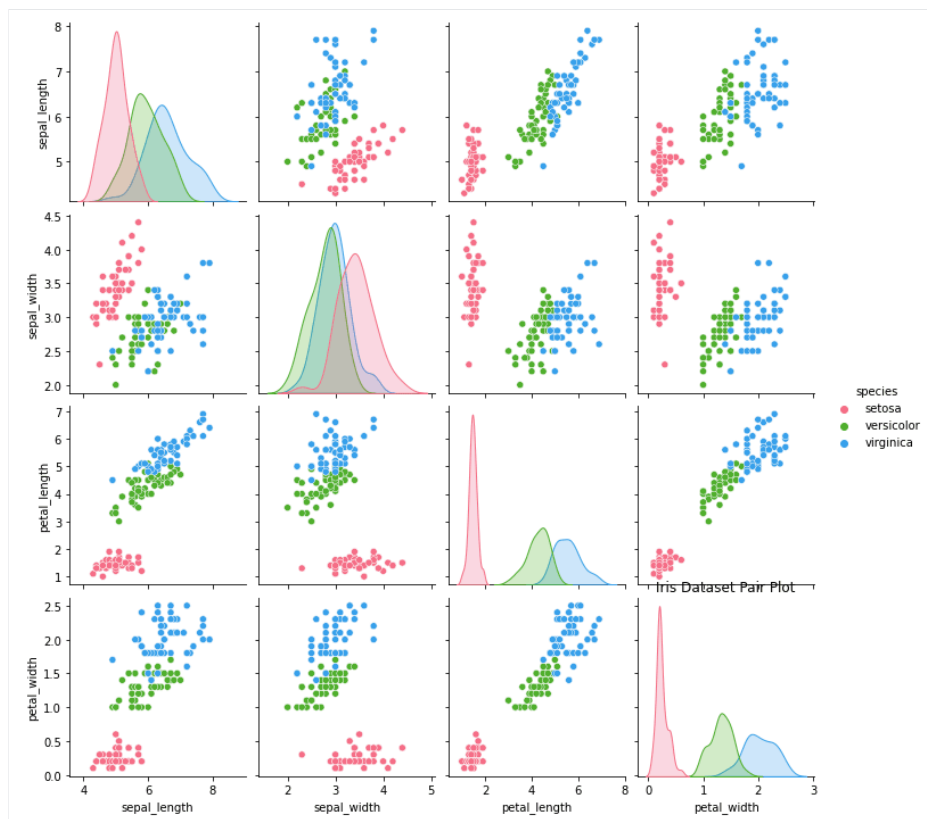 8
7
6
5
sepal_length
4.5
4.0
3.5
3.0
2.5
2.0
sepal_width
species
setosa
versicolor
virginica
7
6
5
4
3
2
1
petal_length
Iris Dataset Pair Plot
2.5
2.0
1.5
1.0
0.5
0.0
petal_width
4 6 8
sepal_length
2 3 4 5
sepal_width
2 4 6 8
petal_length
0 1 2 3
petal_width